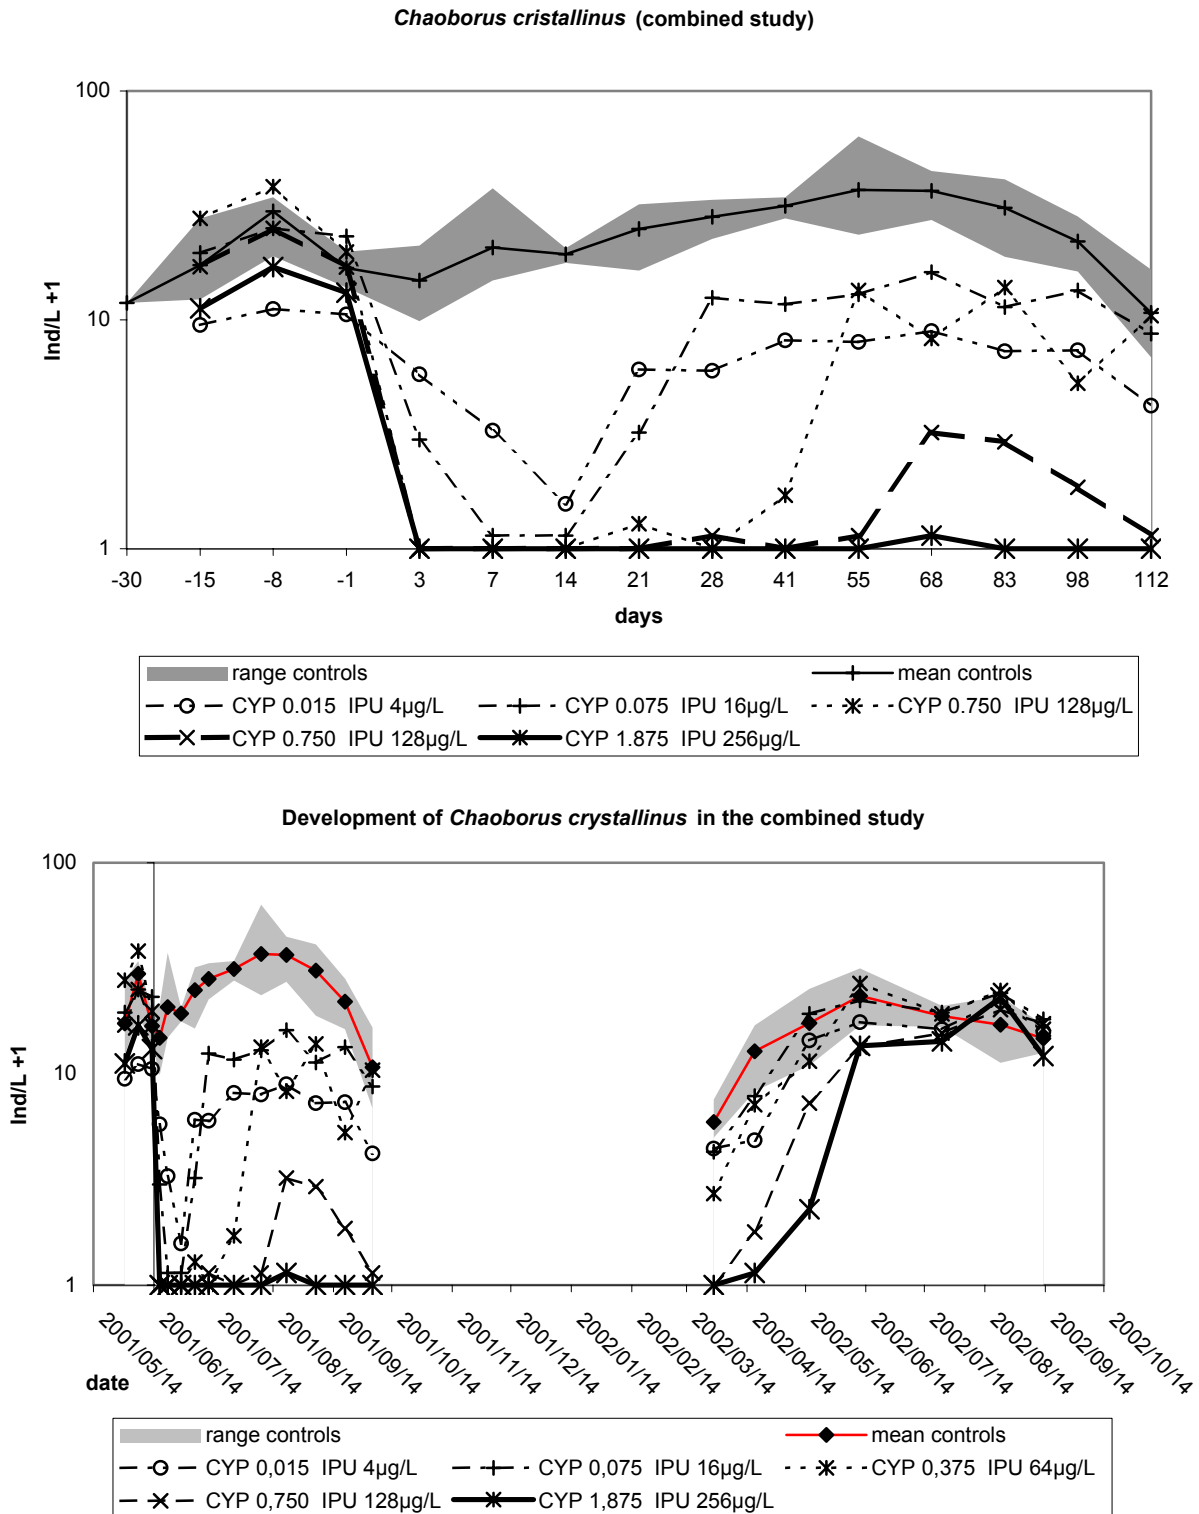 Chaoborus cristallinus (combined study)
100
10
1
Ind/L +1
-30 -15 -8 -1 3 7 14 21 28 41 55 68 83 98 112
days
range controls mean controls
CYP 0.015 IPU 4µg/L CYP 0.075 IPU 16µg/L CYP 0.750 IPU 128µg/L
CYP 0.750 IPU 128µg/L CYP 1.875 IPU 256µg/L
Development of Chaoborus crystallinus in the combined study
100
10
1
Ind/L +1
2001/05/14 2001/06/14 2001/07/14 2001/08/14 2001/09/14 2001/10/14 2001/11/14 2001/12/14 2002/01/14 2002/02/14 2002/03/14 2002/04/14 2002/05/14 2002/06/14 2002/07/14 2002/08/14 2002/09/14 2002/10/14
date
range controls mean controls
CYP 0,015 IPU 4µg/L CYP 0,075 IPU 16µg/L CYP 0,375 IPU 64µg/L
CYP 0,750 IPU 128µg/L CYP 1,875 IPU 256µg/L